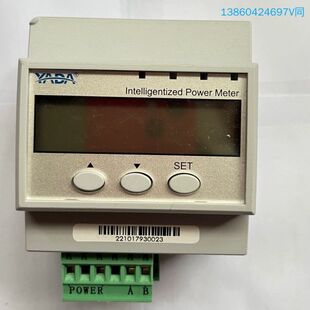 13860424697V同
YADA
Intelligentized Power Meter
▲ ▼ SET
221017930023
POWER A B